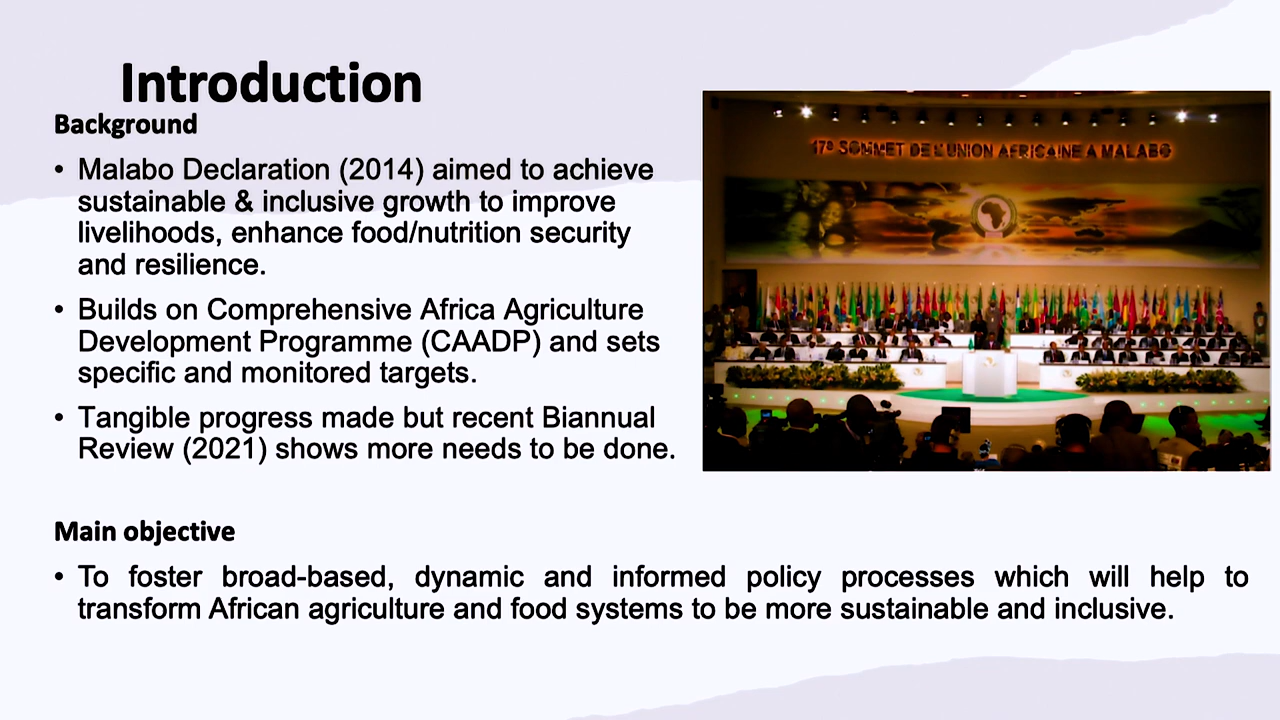 Introduction
Background
• Malabo Declaration (2014) aimed to achieve
sustainable & inclusive growth to improve
livelihoods, enhance food/nutrition security
and resilience.
• Builds on Comprehensive Africa Agriculture
Development Programme (CAADP) and sets
specific and monitored targets.
• Tangible progress made but recent Biannual
Review (2021) shows more needs to be done.
17e SOMMET DE L'UNION AFRICAINE A MALABO
Main objective
• To foster broad-based, dynamic and informed policy processes which will help to
transform African agriculture and food systems to be more sustainable and inclusive.